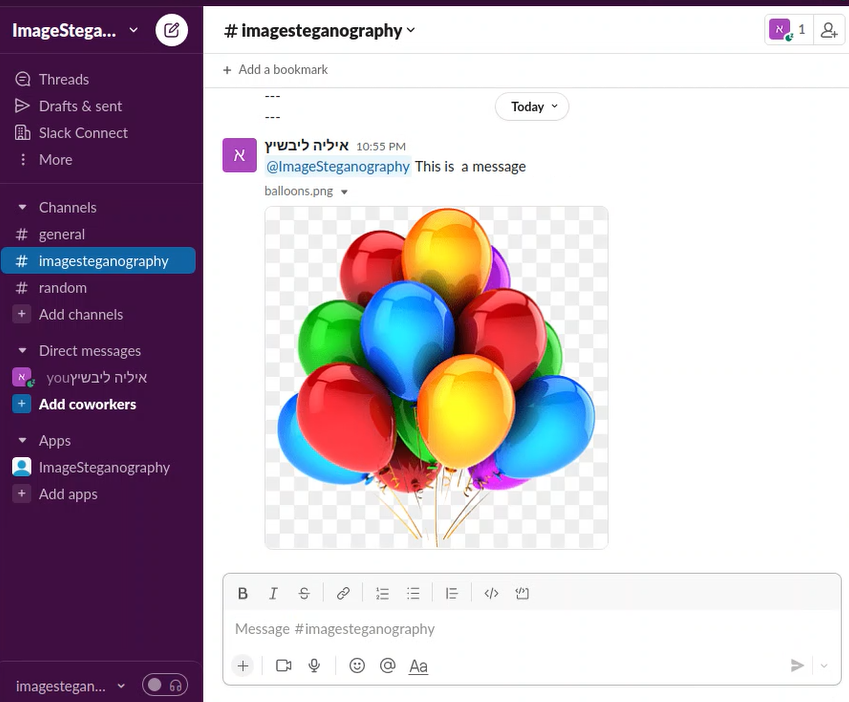 ImageStega...
Threads
Drafts & sent
Slack Connect
More
Channels
# general
# imagesteganography
# random
+ Add channels
Direct messages
א איליה ליבשיץyou
+ Add coworkers
Apps
ImageSteganography
+ Add apps
imagestegan...
# imagesteganography
א 1
+ Add a bookmark
---
Today
---
א איליה ליבשיץ 10:55 PM
@ImageSteganography This is  a message
balloons.png
B I S
Message #imagesteganography
+ @ Aa